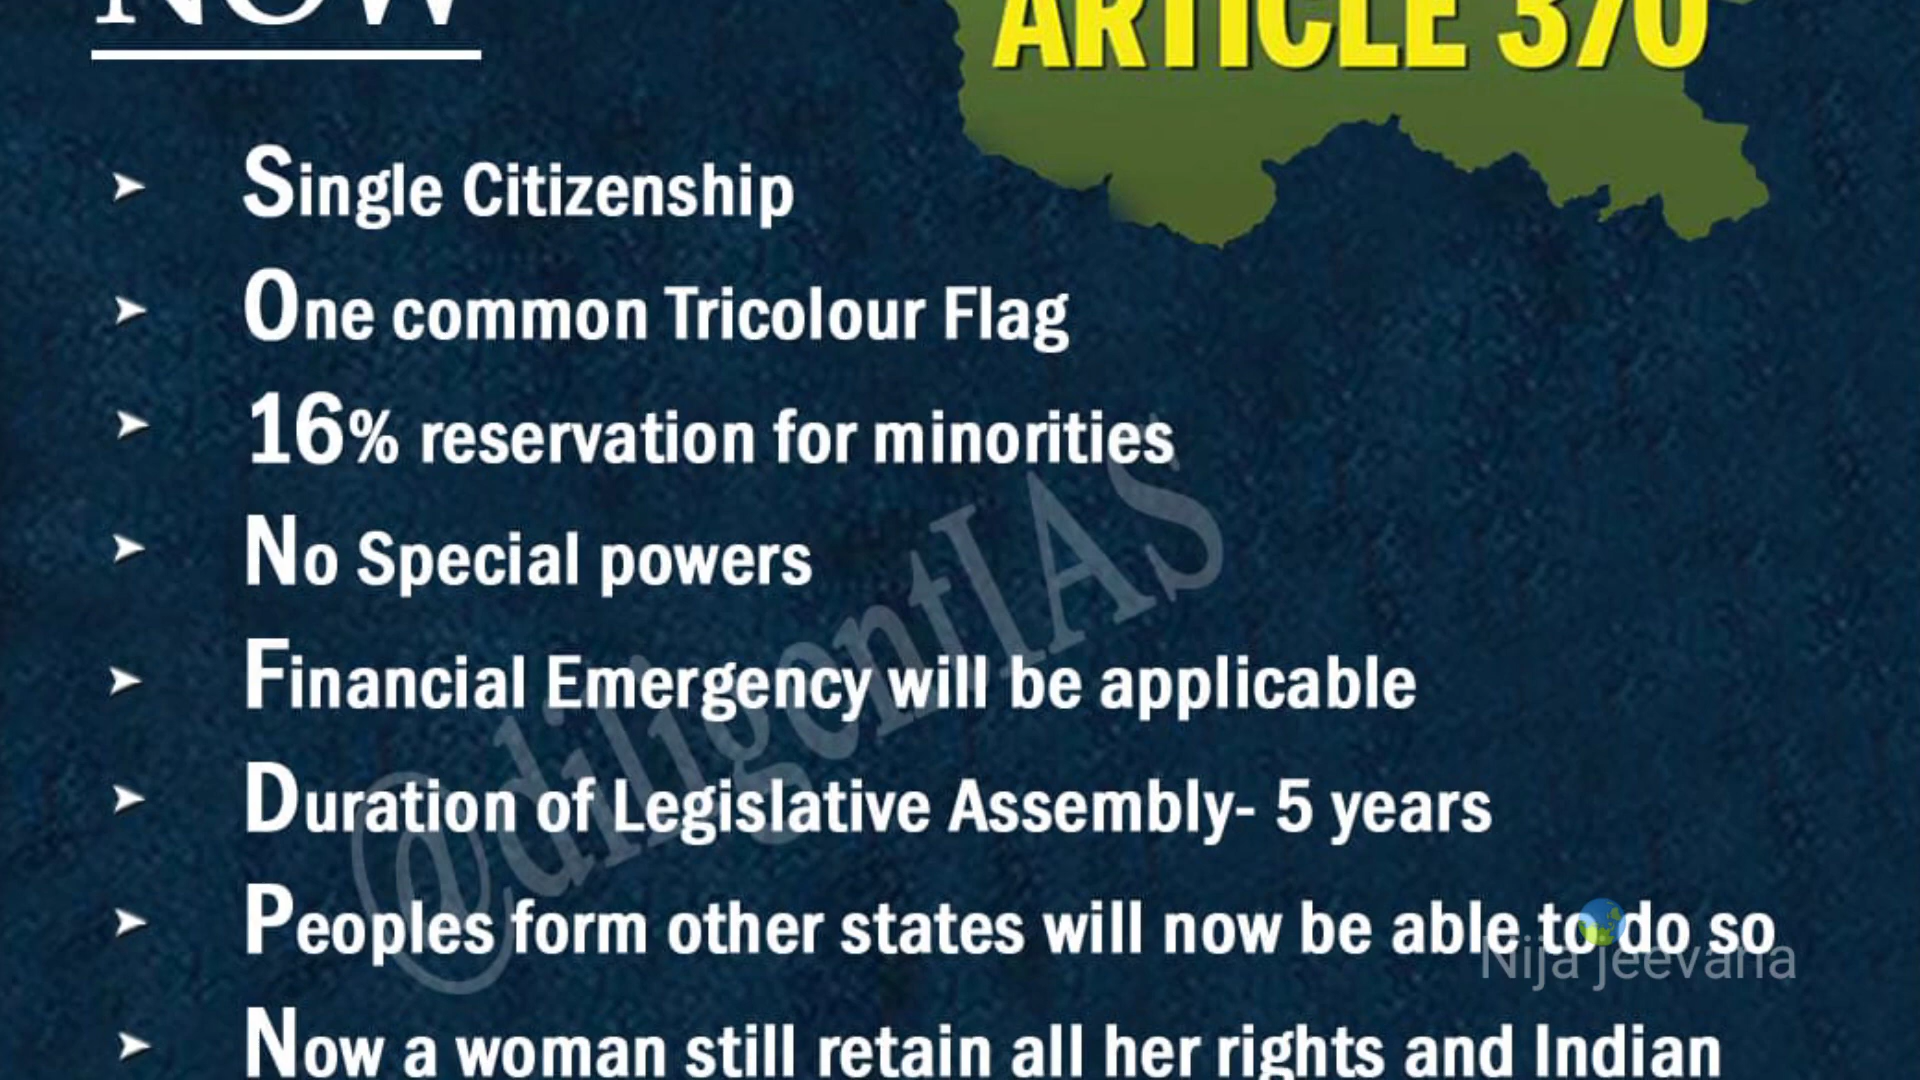 NOW
ARTICLE 370
➤ Single Citizenship
➤ One common Tricolour Flag
➤ 16% reservation for minorities
➤ No Special powers
➤ Financial Emergency will be applicable
➤ Duration of Legislative Assembly- 5 years
➤ Peoples form other states will now be able to do so
➤ Now a woman still retain all her rights and Indian
@diligentIAS
Nija jeevana